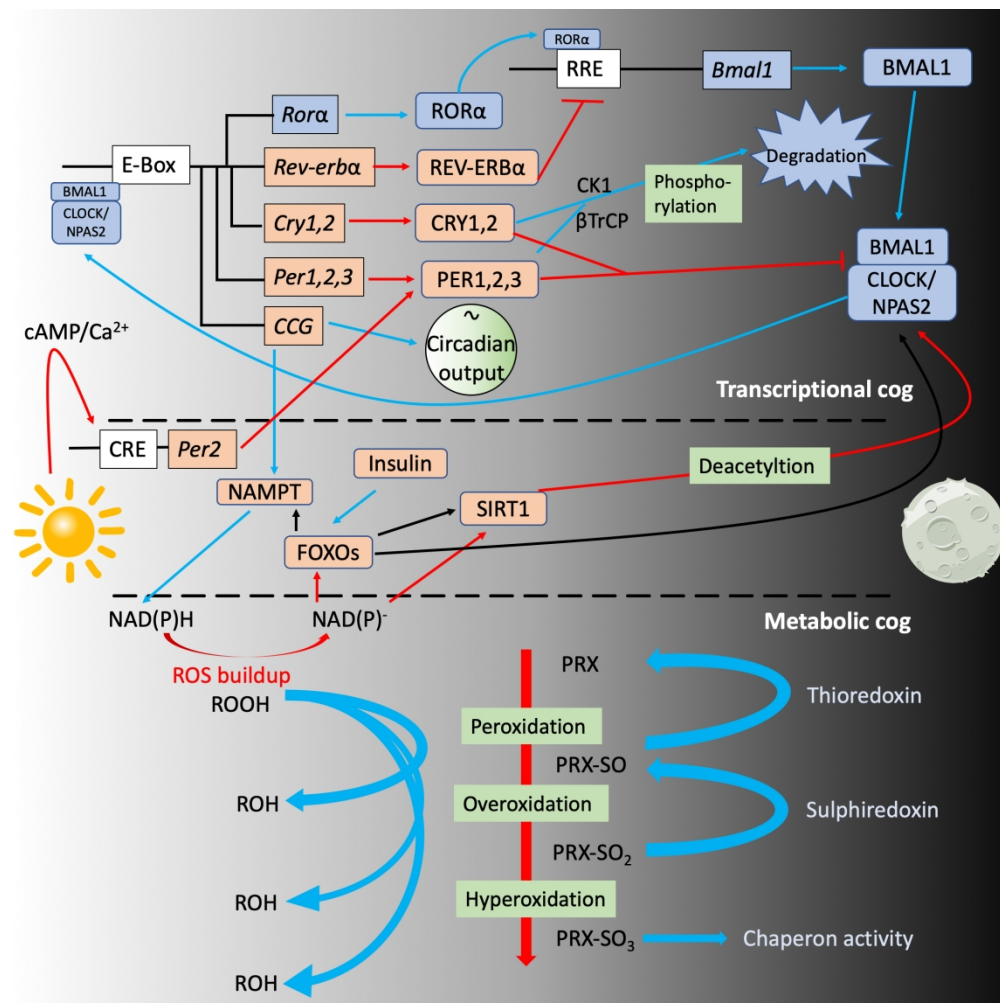 RORα
RRE
Bmal1
BMAL1
Rorα
RORα
E-Box
Degradation
Rev-erbα
REV-ERBα
BMAL1
CLOCK/
NPAS2
CK1
Phospho-
rylation
βTrCP
Cry1,2
CRY1,2
BMAL1
CLOCK/
NPAS2
Per1,2,3
PER1,2,3
CCG
~
Circadian
output
cAMP/Ca²⁺
Transcriptional cog
CRE
Per2
Insulin
Deacetyltion
NAMPT
SIRT1
FOXOs
NAD(P)H
NAD(P)⁻
Metabolic cog
ROS buildup
ROOH
PRX
Thioredoxin
Peroxidation
PRX-SO
ROH
Overoxidation
Sulphiredoxin
PRX-SO₂
ROH
Hyperoxidation
PRX-SO₃
Chaperon activity
ROH